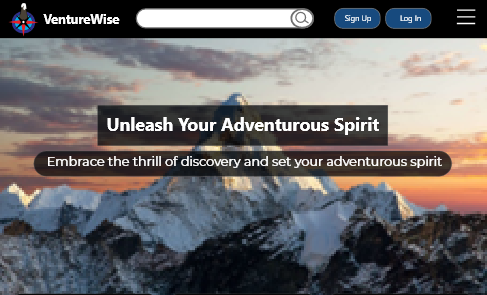 VentureWise
Sign Up
Log In
Unleash Your Adventurous Spirit
Embrace the thrill of discovery and set your adventurous spirit